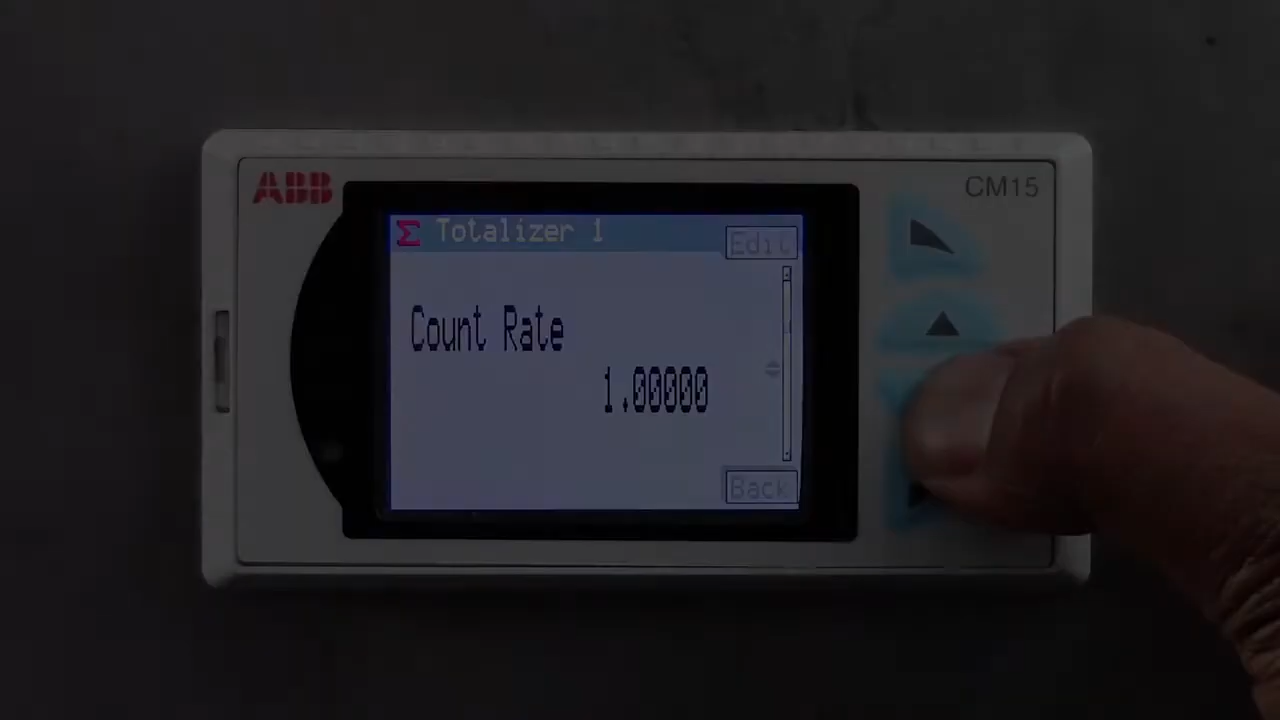 ABB
CM15
Σ Totalizer 1
Edit
Count Rate
1.00000
Back